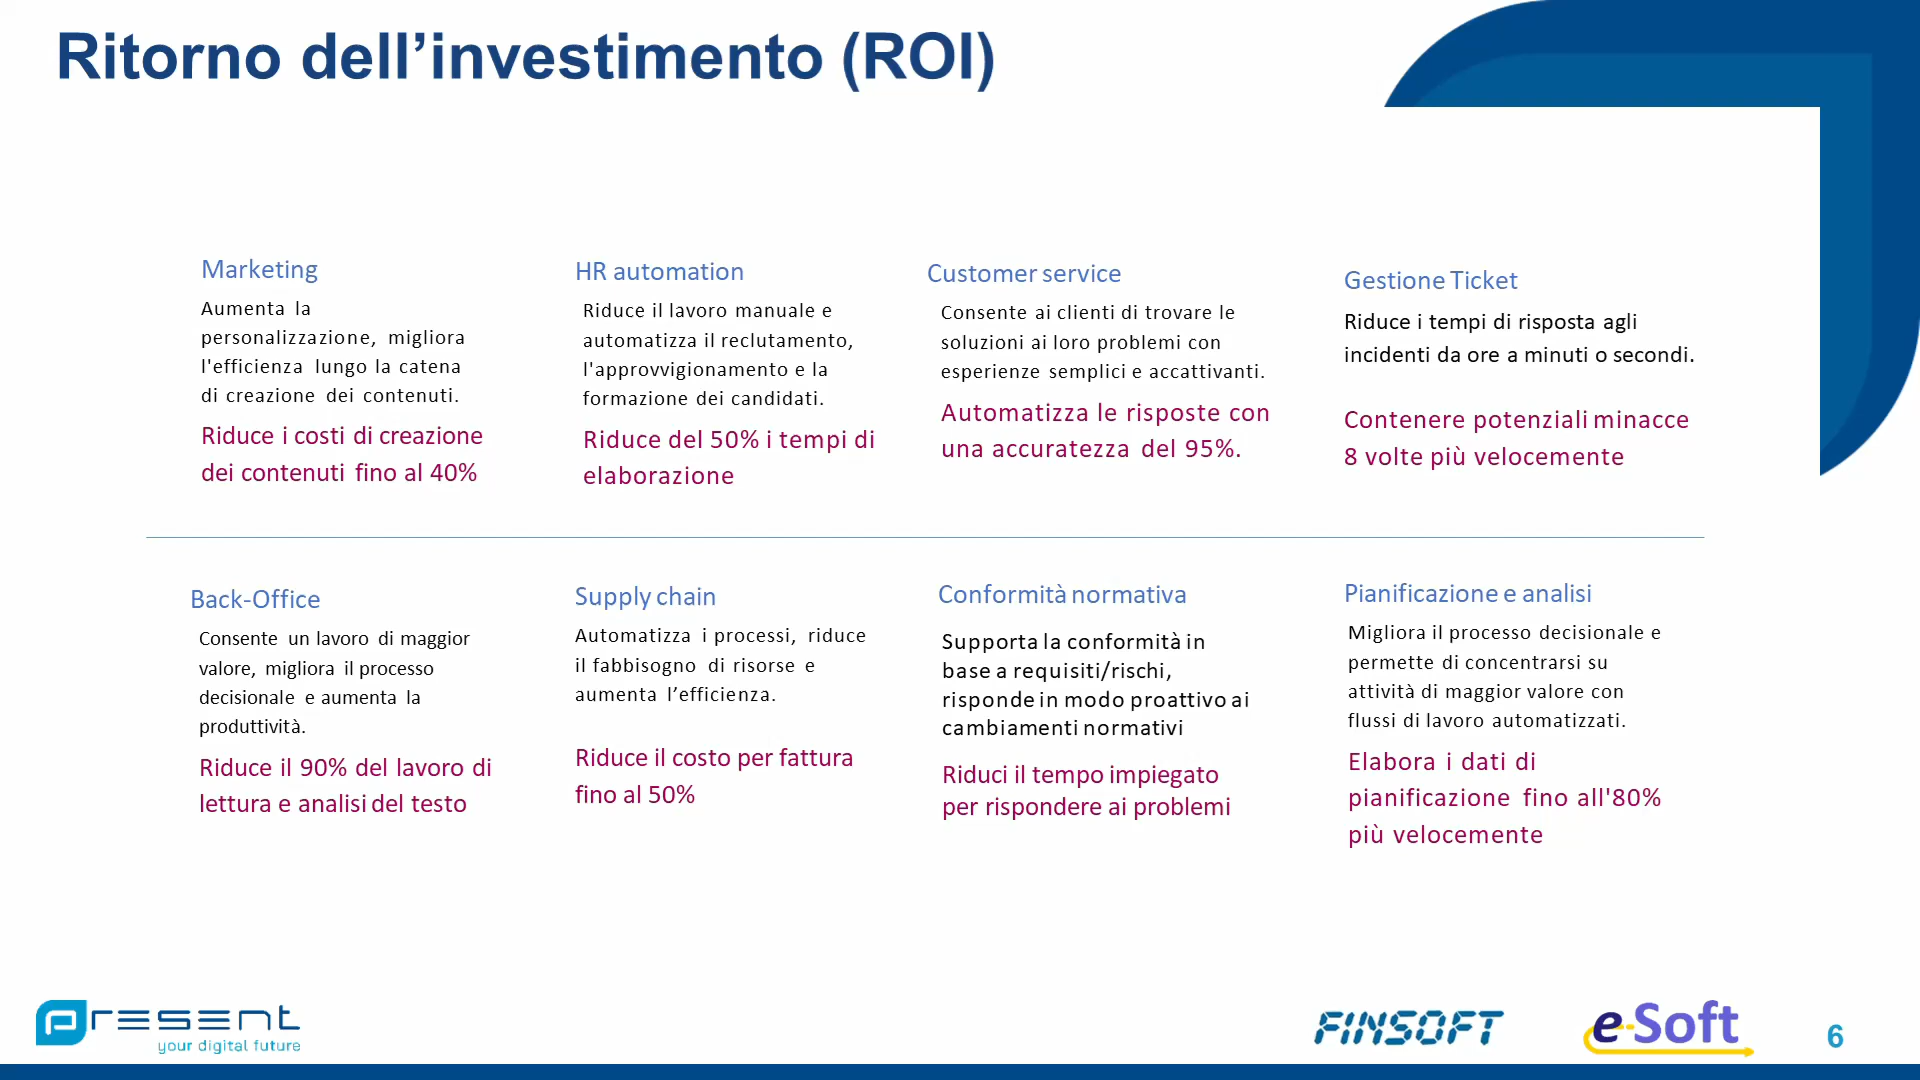 Ritorno dell’investimento (ROI)
Marketing
Aumenta la
personalizzazione, migliora
l'efficienza lungo la catena
di creazione dei contenuti.
Riduce i costi di creazione
dei contenuti fino al 40%
HR automation
Riduce il lavoro manuale e
automatizza il reclutamento,
l'approvvigionamento e la
formazione dei candidati.
Riduce del 50% i tempi di
elaborazione
Customer service
Consente ai clienti di trovare le
soluzioni ai loro problemi con
esperienze semplici e accattivanti.
Automatizza le risposte con
una accuratezza del 95%.
Gestione Ticket
Riduce i tempi di risposta agli
incidenti da ore a minuti o secondi.
Contenere potenziali minacce
8 volte più velocemente
Back-Office
Consente un lavoro di maggior
valore, migliora il processo
decisionale e aumenta la
produttività.
Riduce il 90% del lavoro di
lettura e analisi del testo
Supply chain
Automatizza i processi, riduce
il fabbisogno di risorse e
aumenta l’efficienza.
Riduce il costo per fattura
fino al 50%
Conformità normativa
Supporta la conformità in
base a requisiti/rischi,
risponde in modo proattivo ai
cambiamenti normativi
Riduci il tempo impiegato
per rispondere ai problemi
Pianificazione e analisi
Migliora il processo decisionale e
permette di concentrarsi su
attività di maggior valore con
flussi di lavoro automatizzati.
Elabora i dati di
pianificazione fino all'80%
più velocemente
Present
your digital future
FINSOFT
e-Soft
6